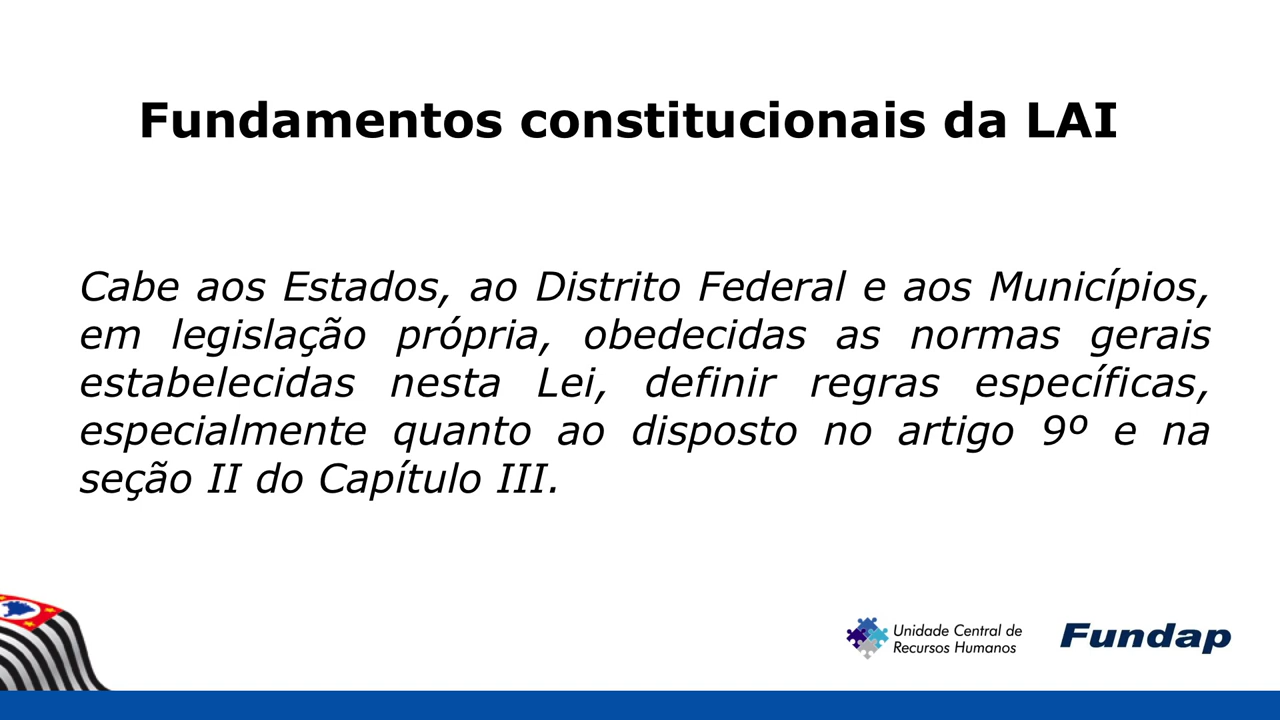 Fundamentos constitucionais da LAI
Cabe aos Estados, ao Distrito Federal e aos Municípios,
em legislação própria, obedecidas as normas gerais
estabelecidas nesta Lei, definir regras específicas,
especialmente quanto ao disposto no artigo 9º e na
seção II do Capítulo III.
Unidade Central de
Recursos Humanos
Fundap